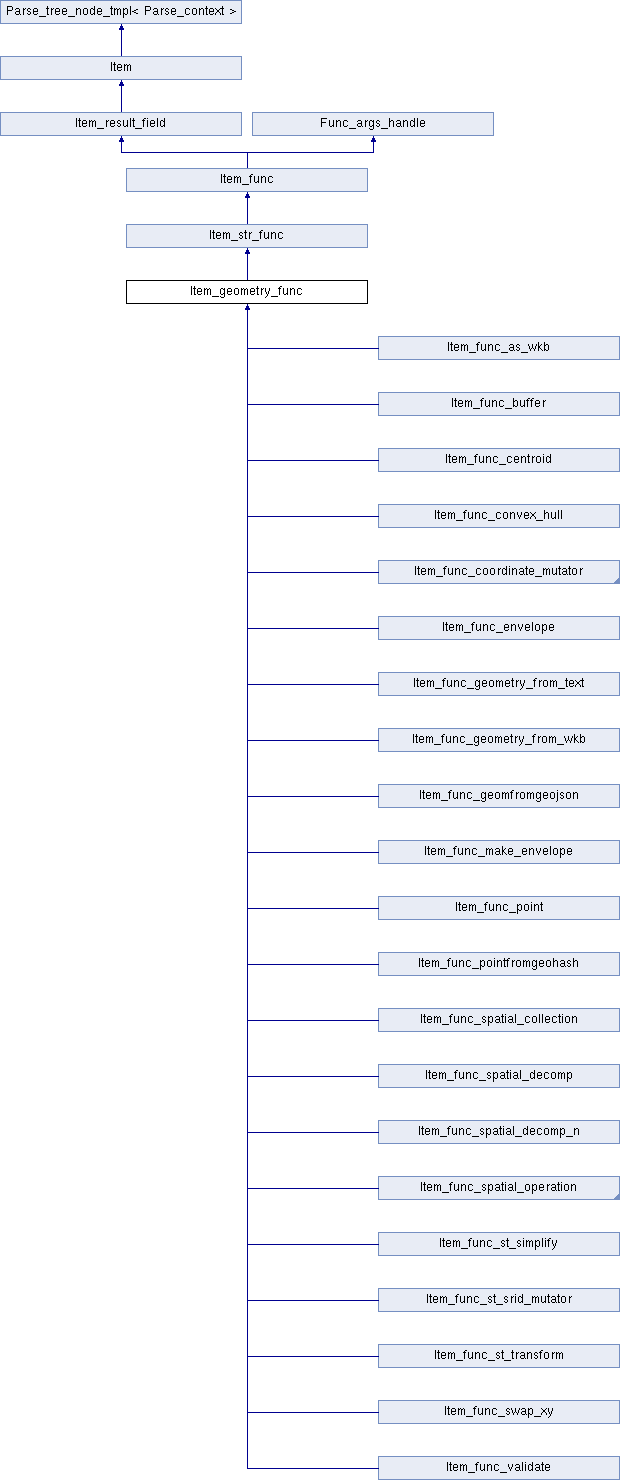 Parse_tree_node_tmpl< Parse_context >
Item
Item_result_field
Func_args_handle
Item_func
Item_str_func
Item_geometry_func
Item_func_as_wkb
Item_func_buffer
Item_func_centroid
Item_func_convex_hull
Item_func_coordinate_mutator
Item_func_envelope
Item_func_geometry_from_text
Item_func_geometry_from_wkb
Item_func_geomfromgeojson
Item_func_make_envelope
Item_func_point
Item_func_pointfromgeohash
Item_func_spatial_collection
Item_func_spatial_decomp
Item_func_spatial_decomp_n
Item_func_spatial_operation
Item_func_st_simplify
Item_func_st_srid_mutator
Item_func_st_transform
Item_func_swap_xy
Item_func_validate